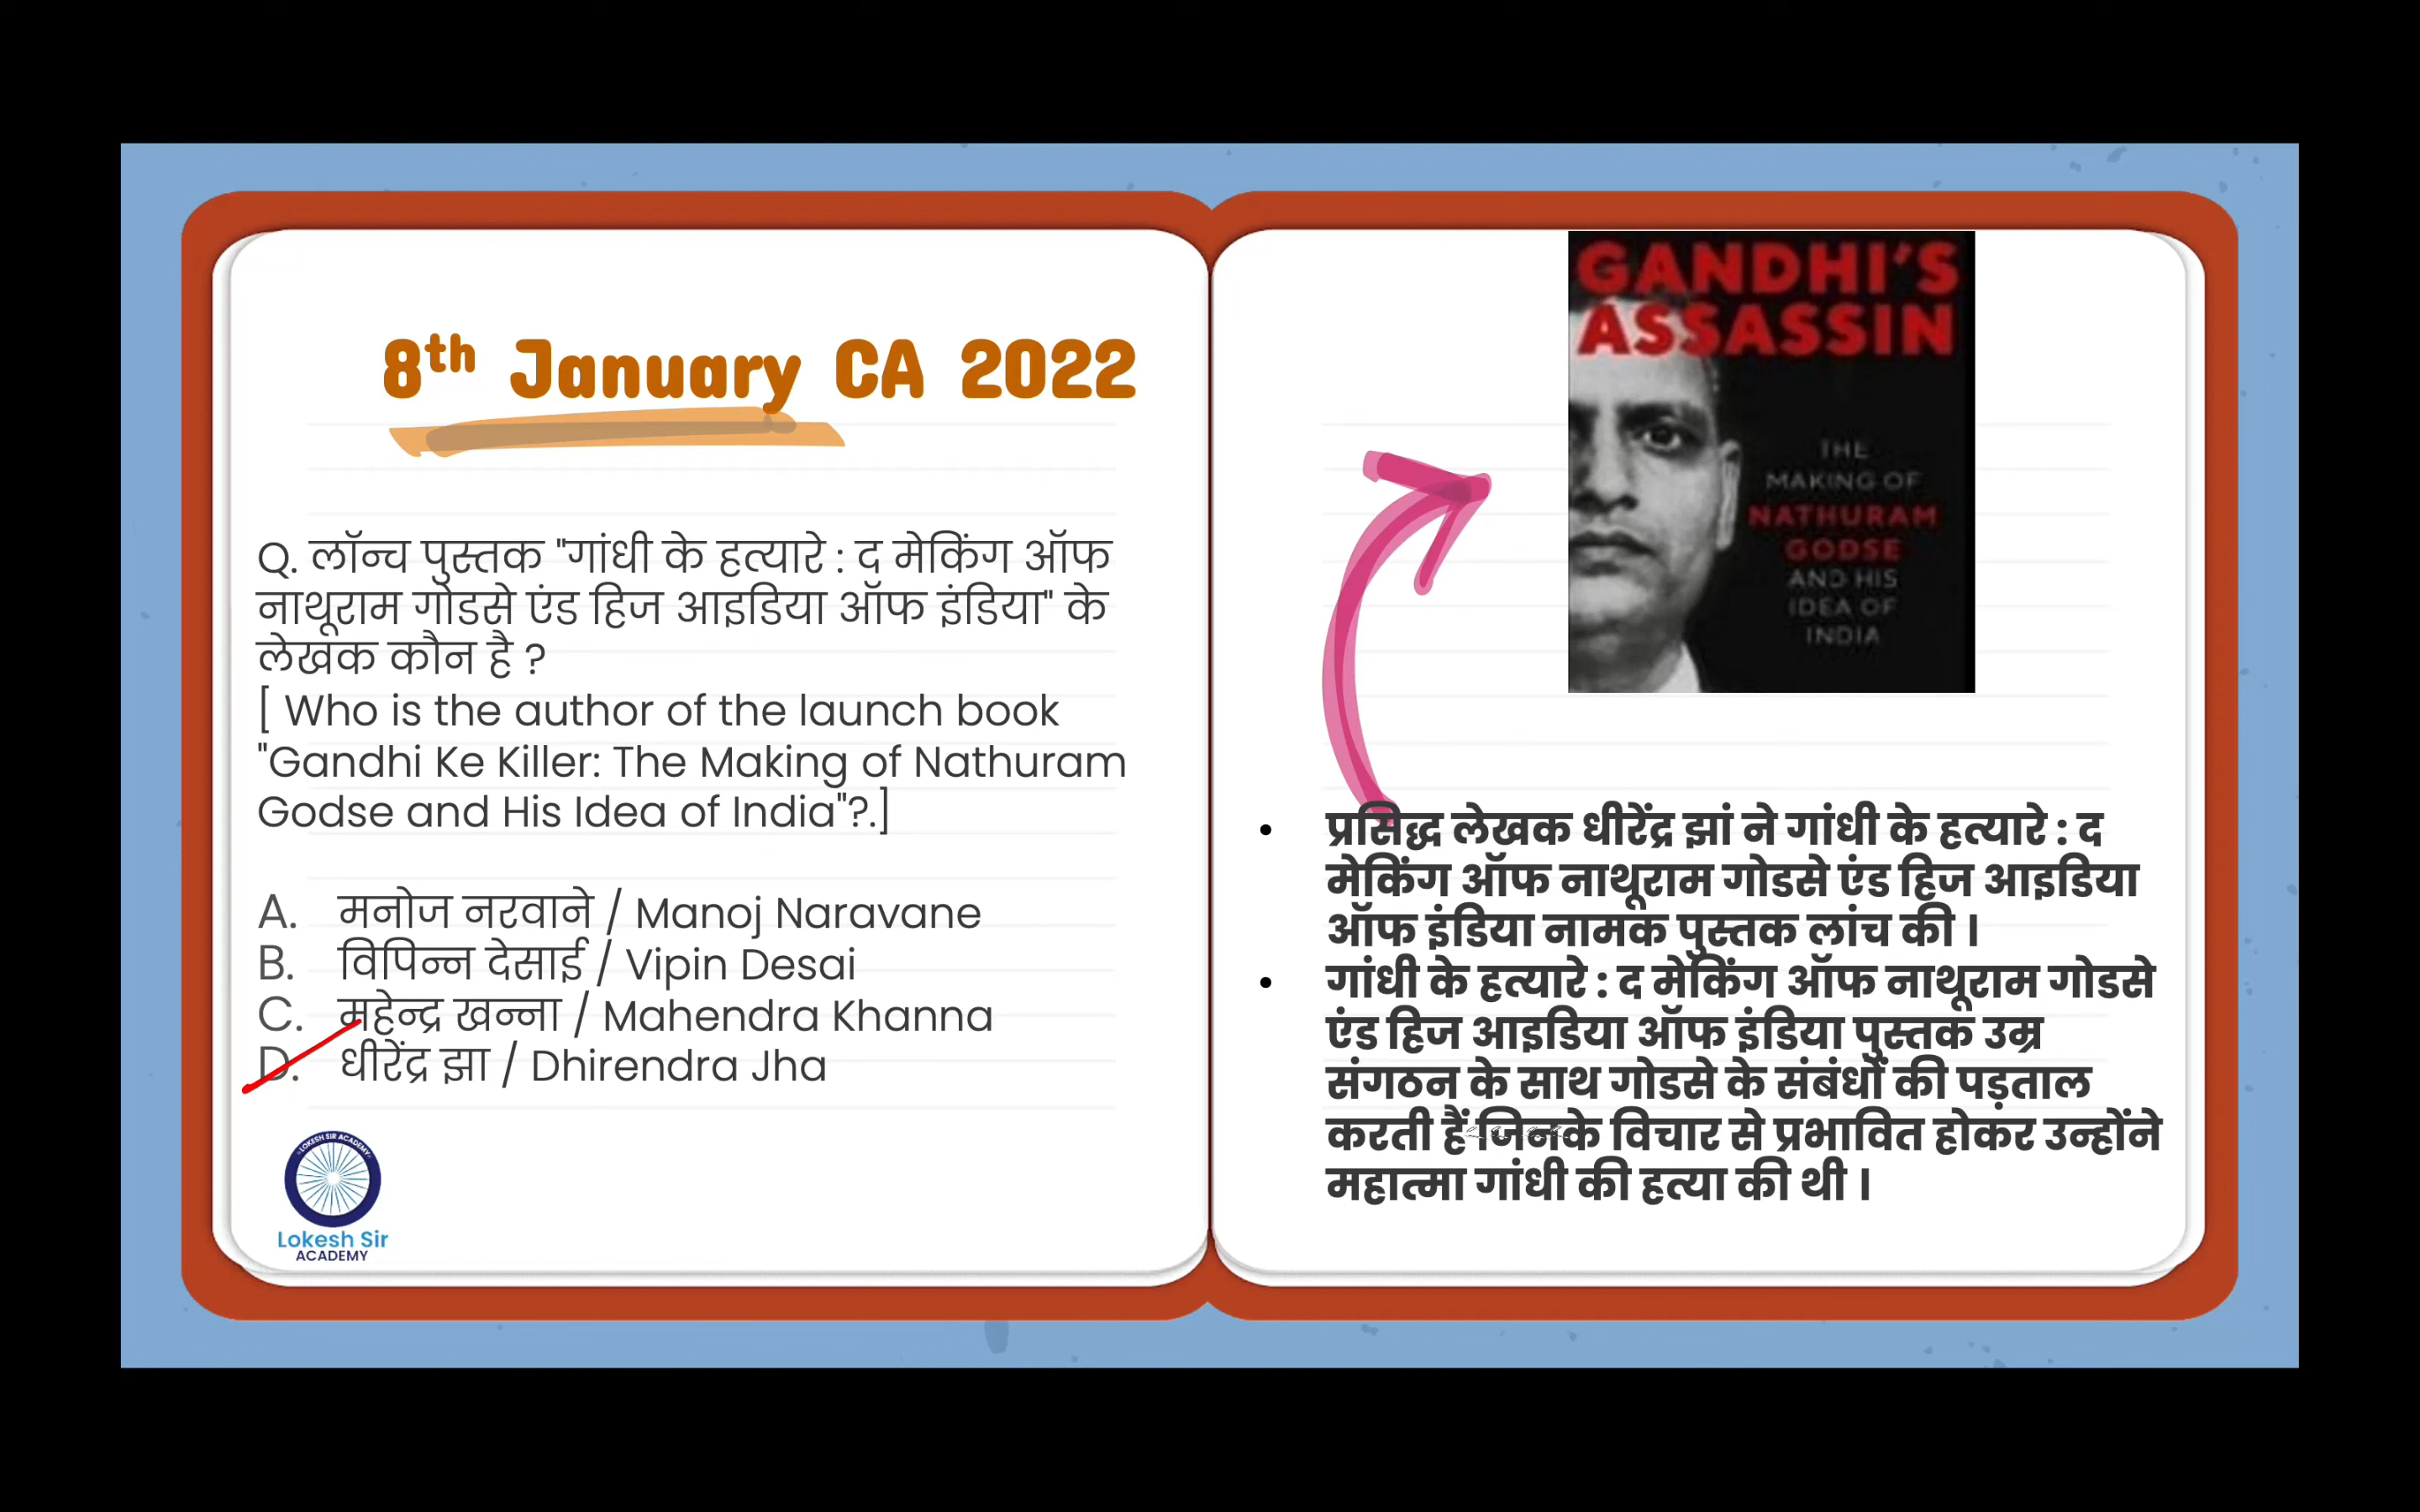 8th January CA 2022
Q. लॉन्च पुस्तक "गांधी के हत्यारे : द मेकिंग ऑफ
नाथूराम गोडसे एंड हिज आइडिया ऑफ इंडिया" के
लेखक कौन है ?
[ Who is the author of the launch book
"Gandhi Ke Killer: The Making of Nathuram
Godse and His Idea of India"?.]
A. मनोज नरवाने / Manoj Naravane
B. विपिन्न देसाई / Vipin Desai
C. महेन्द्र खन्ना / Mahendra Khanna
D. धीरेंद्र झा / Dhirendra Jha
LOKESH SIR ACADEMY
Lokesh Sir
ACADEMY
GANDHI'S
ASSASSIN
THE
MAKING OF
NATHURAM
GODSE
AND HIS
IDEA OF
INDIA
• प्रसिद्ध लेखक धीरेंद्र झां ने गांधी के हत्यारे : द
मेकिंग ऑफ नाथूराम गोडसे एंड हिज आइडिया
ऑफ इंडिया नामक पुस्तक लांच की ।
• गांधी के हत्यारे : द मेकिंग ऑफ नाथूराम गोडसे
एंड हिज आइडिया ऑफ इंडिया पुस्तक उम्र
संगठन के साथ गोडसे के संबंधों की पड़ताल
करती हैं जिनके विचार से प्रभावित होकर उन्होंने
महात्मा गांधी की हत्या की थी ।